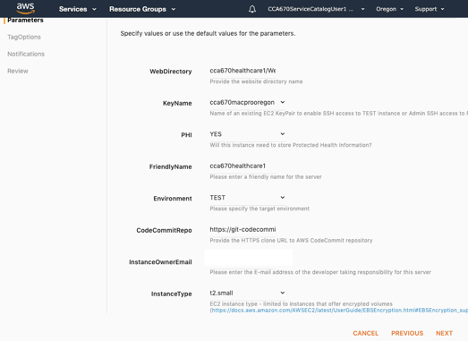 aws Services Resource Groups CCA670ServiceCatalogUser1 ... Oregon Support
Parameters
Specify values or use the default values for the parameters.
TagOptions
Notifications
Review
WebDirectory cca670healthcare1/We
Provide the website directory name
KeyName cca670macprooregon
Name of an existing EC2 KeyPair to enable SSH access to TEST Instance or Admin SSH access to
PHI YES
Will this instance need to store Protected Health Information?
FriendlyName cca670healthcare1
Please enter a friendly name for the server
Environment TEST
Please specify the target environment
CodeCommitRepo https://git-codecommi
Provide the HTTPS clone URL to AWS CodeCommit repository
InstanceOwnerEmail
Please enter the E-mail address of the developer taking responsibility for this server
InstanceType t2.small
EC2 instance type - limited to instances that offer encrypted volumes
(https://docs.aws.amazon.com/AWSEC2/latest/UserGuide/EBSEncryption.html#EBSEncryption_sup
CANCEL PREVIOUS NEXT